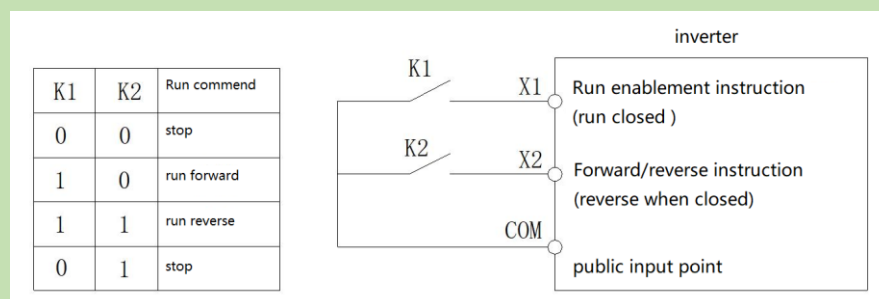 K1 K2 Run commend
0 0 stop
1 0 run forward
1 1 run reverse
0 1 stop
inverter
K1
X1
Run enablement instruction
(run closed )
K2
X2
Forward/reverse instruction
(reverse when closed)
COM
public input point